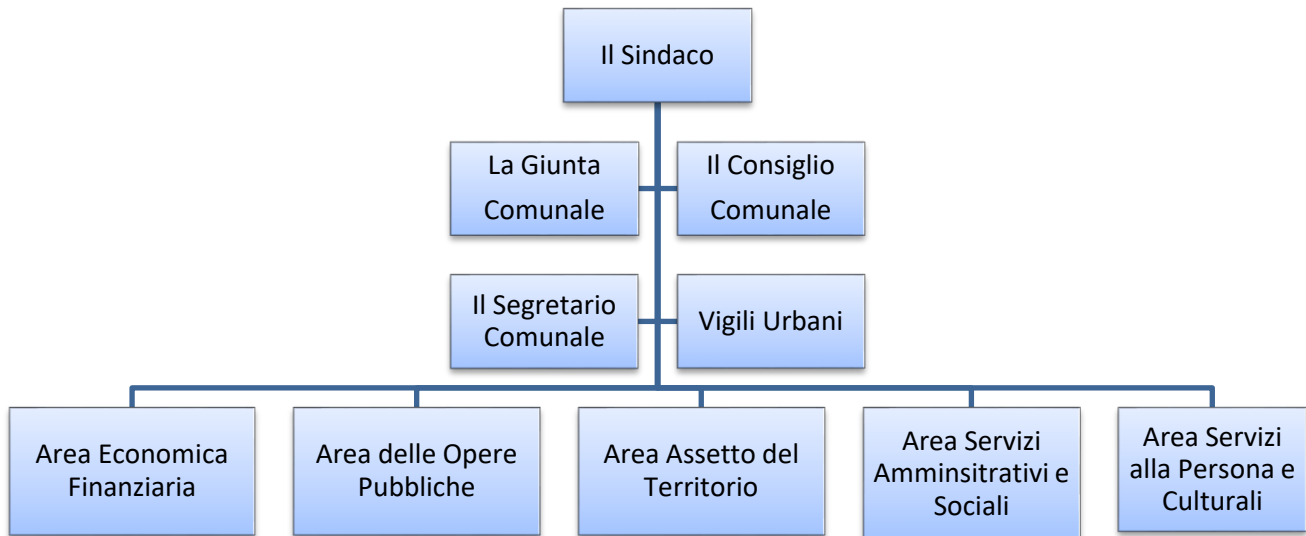 Il Sindaco
La Giunta
Comunale
Il Consiglio
Comunale
Il Segretario
Comunale
Vigili Urbani
Area Economica
Finanziaria
Area delle Opere
Pubbliche
Area Assetto del
Territorio
Area Servizi
Amminsitrativi e
Sociali
Area Servizi
alla Persona e
Culturali